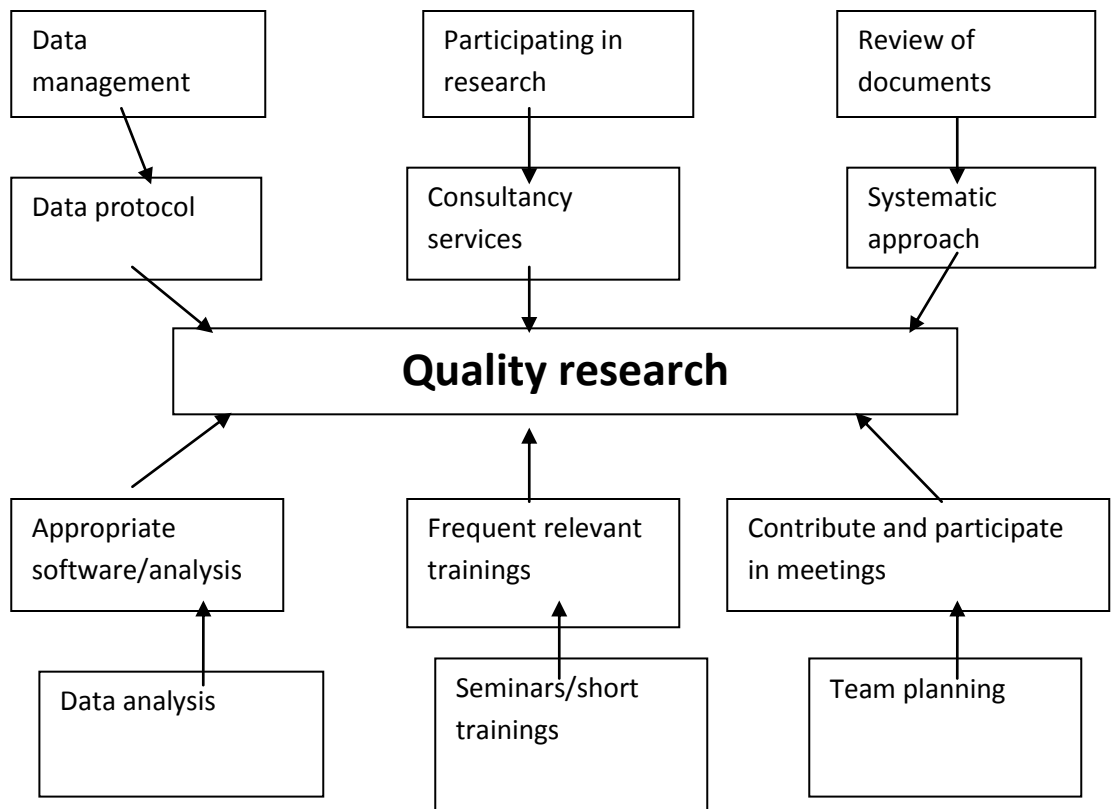 Data
management
Participating in
research
Review of
documents
Data protocol
Consultancy
services
Systematic
approach
Quality research
Appropriate
software/analysis
Frequent relevant
trainings
Contribute and participate
in meetings
Data analysis
Seminars/short
trainings
Team planning